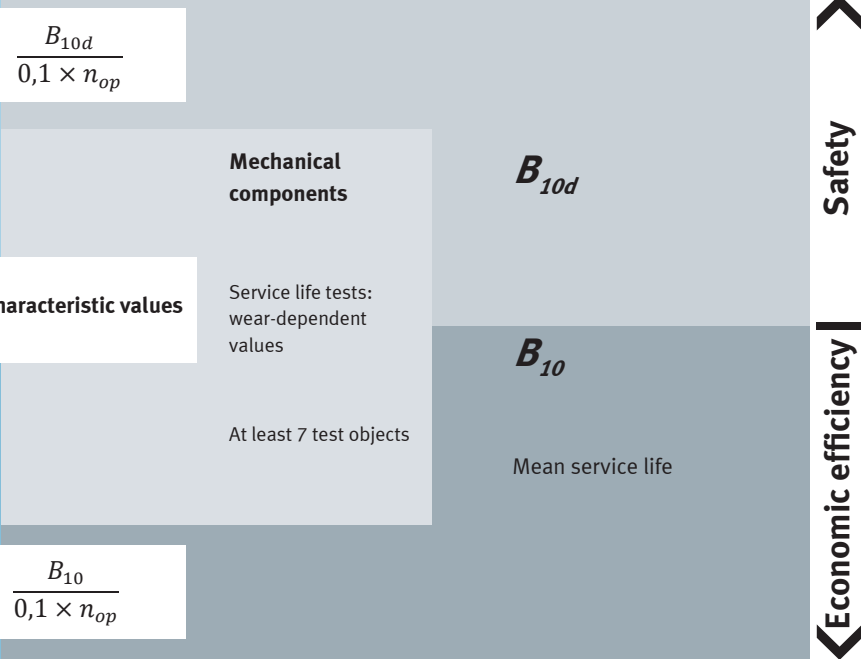 B10d
0,1 × nop
Mechanical
components
B10d
Safety
haracteristic values
Service life tests:
wear-dependent
values
B10
At least 7 test objects
Mean service life
Economic efficiency
B10
0,1 × nop